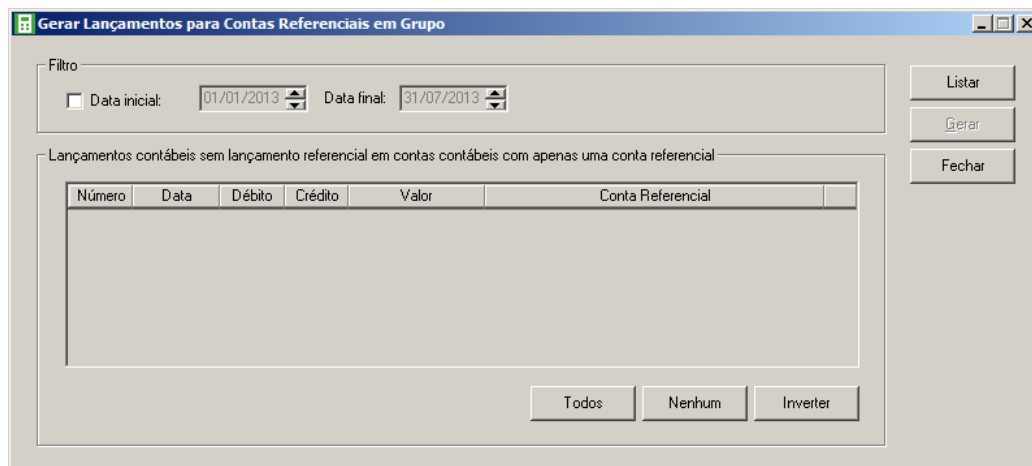 Gerar Lançamentos para Contas Referenciais em Grupo
Filtro
Data inicial: 01/01/2013 Data final: 31/07/2013
Listar
Gerar
Fechar
Lançamentos contábeis sem lançamento referencial em contas contábeis com apenas uma conta referencial
Número Data Débito Crédito Valor Conta Referencial
Todos Nenhum Inverter